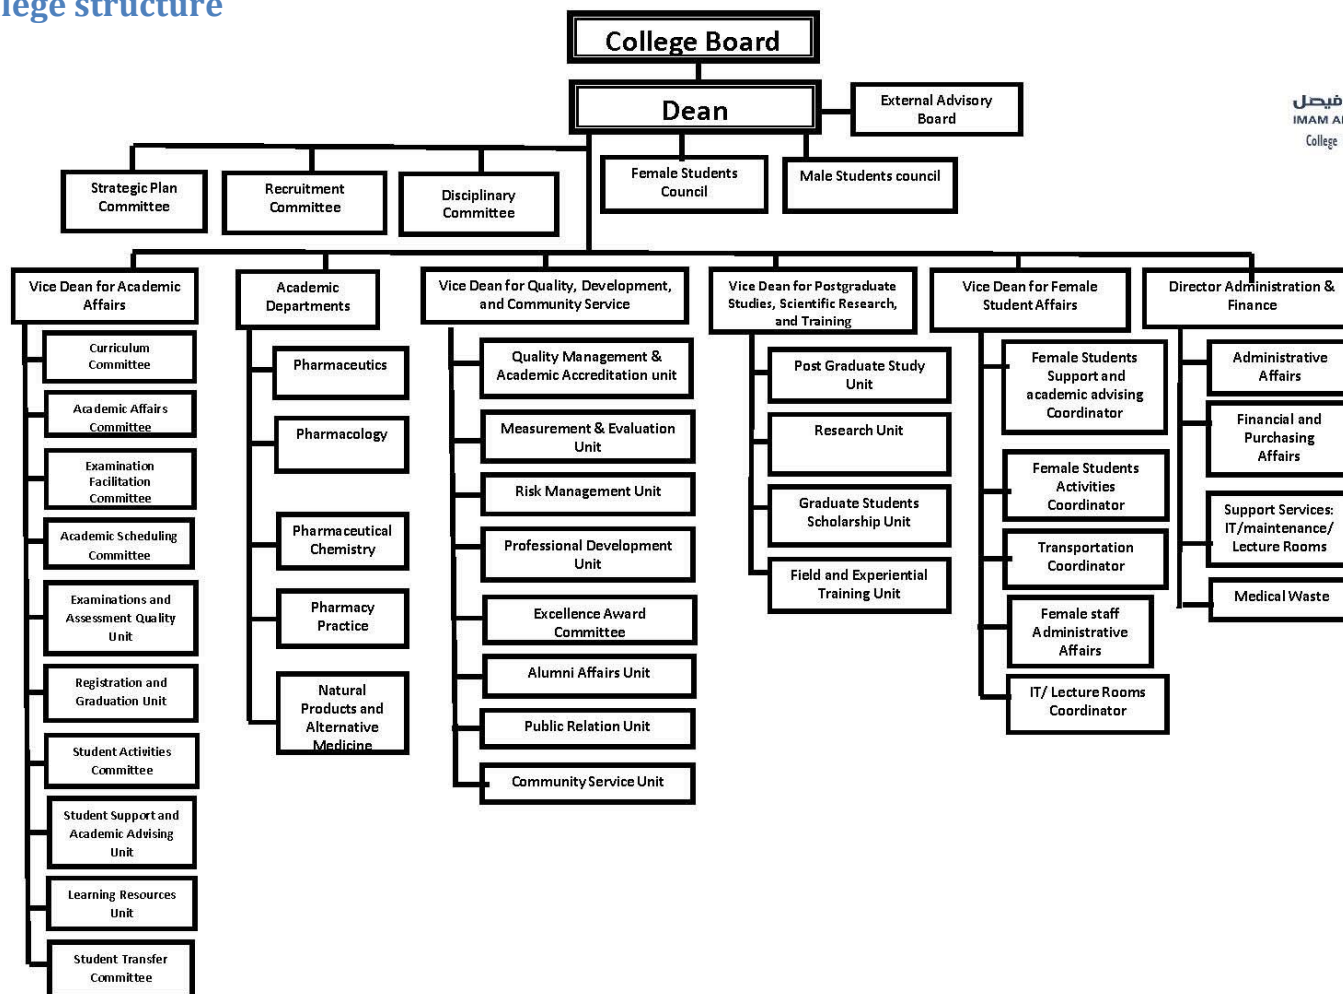 llege structure
College Board
Dean
External Advisory
Board
فيصل
IMAM A
College
Strategic Plan
Committee
Recruitment
Committee
Disciplinary
Committee
Female Students
Council
Male Students council
Vice Dean for Academic
Affairs
Academic
Departments
Vice Dean for Quality, Development,
and Community Service
Vice Dean for Postgraduate
Studies, Scientific Research,
and Training
Vice Dean for Female
Student Affairs
Director Administration &
Finance
Curriculum
Committee
Academic Affairs
Committee
Examination
Facilitation
Committee
Academic Scheduling
Committee
Examinations and
Assessment Quality
Unit
Registration and
Graduation Unit
Student Activities
Committee
Student Support and
Academic Advising
Unit
Learning Resources
Unit
Student Transfer
Committee
Pharmaceutics
Pharmacology
Pharmaceutical
Chemistry
Pharmacy
Practice
Natural
Products and
Alternative
Medicine
Quality Management &
Academic Accreditation unit
Measurement & Evaluation
Unit
Risk Management Unit
Professional Development
Unit
Excellence Award
Committee
Alumni Affairs Unit
Public Relation Unit
Community Service Unit
Post Graduate Study
Unit
Research Unit
Graduate Students
Scholarship Unit
Field and Experiential
Training Unit
Female Students
Support and
academic advising
Coordinator
Female Students
Activities
Coordinator
Transportation
Coordinator
Female staff
Administrative
Affairs
IT/ Lecture Rooms
Coordinator
Administrative
Affairs
Financial and
Purchasing
Affairs
Support Services:
IT/maintenance/
Lecture Rooms
Medical Waste